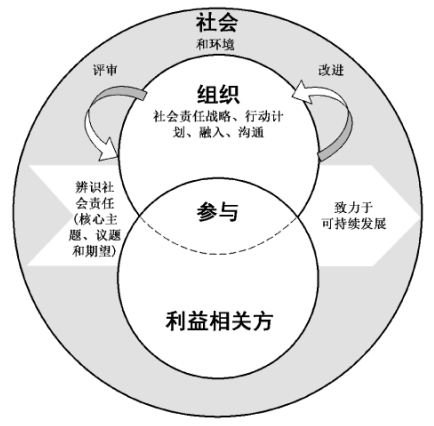 社会
和环境
评审
改进
组织
社会责任战略、行动计
划、融入、沟通
辨识社
会责任
(核心主
题、议题
和期望)
参与
致力于
可持续发展
利益相关方